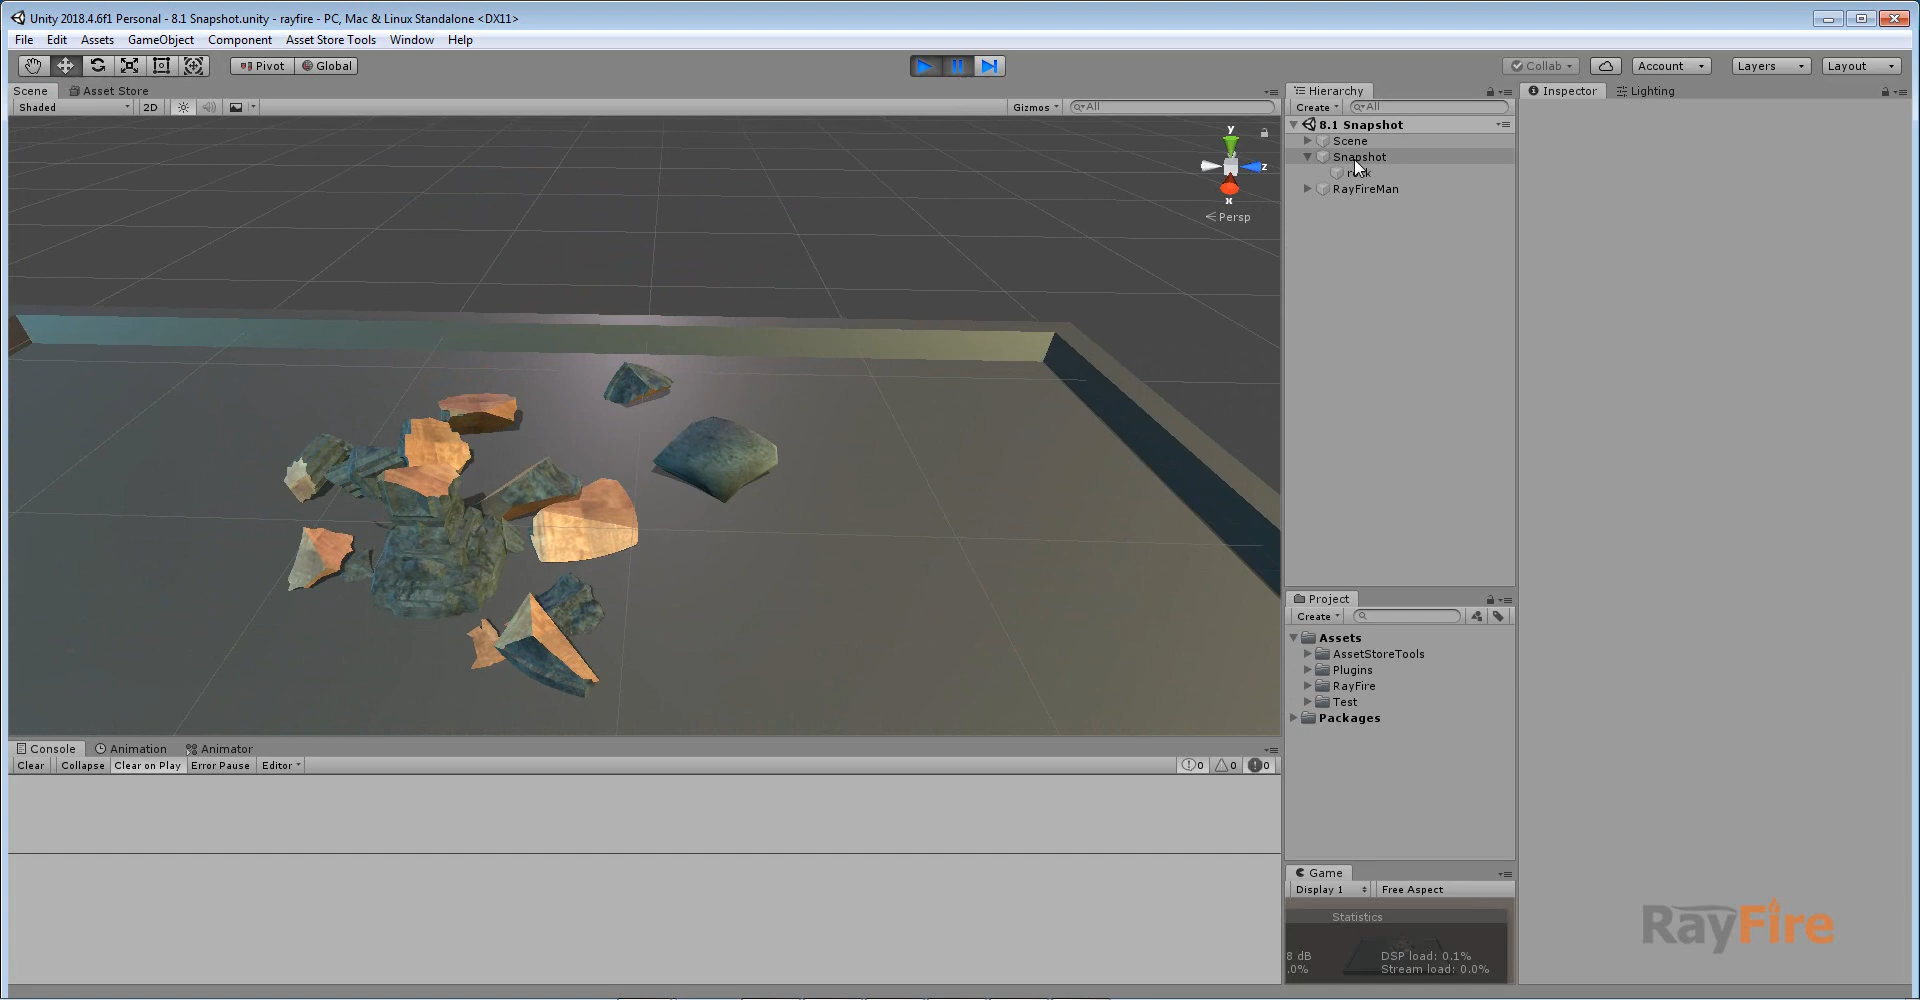 Unity 2018.4.6f1 Personal - 8.1 Snapshot.unity - rayfire - PC, Mac & Linux Standalone <DX11>
File Edit Assets GameObject Component Asset Store Tools Window Help
Pivot Global Collab Account Layers Layout
Scene Asset Store
Shaded 2D Gizmos All
y
z
x
Persp
Hierarchy
Create All
8.1 Snapshot
Scene
Snapshot
RayFireMan
Inspector Lighting
Project
Create
Assets
AssetStoreTools
Plugins
RayFire
Test
Packages
Console Animation Animator
Clear Collapse Clear on Play Error Pause Editor 0 0 0
Game
Display 1 Free Aspect
Statistics
8 dB DSP load: 0.1%
.0% Stream load: 0.0%
RayFire